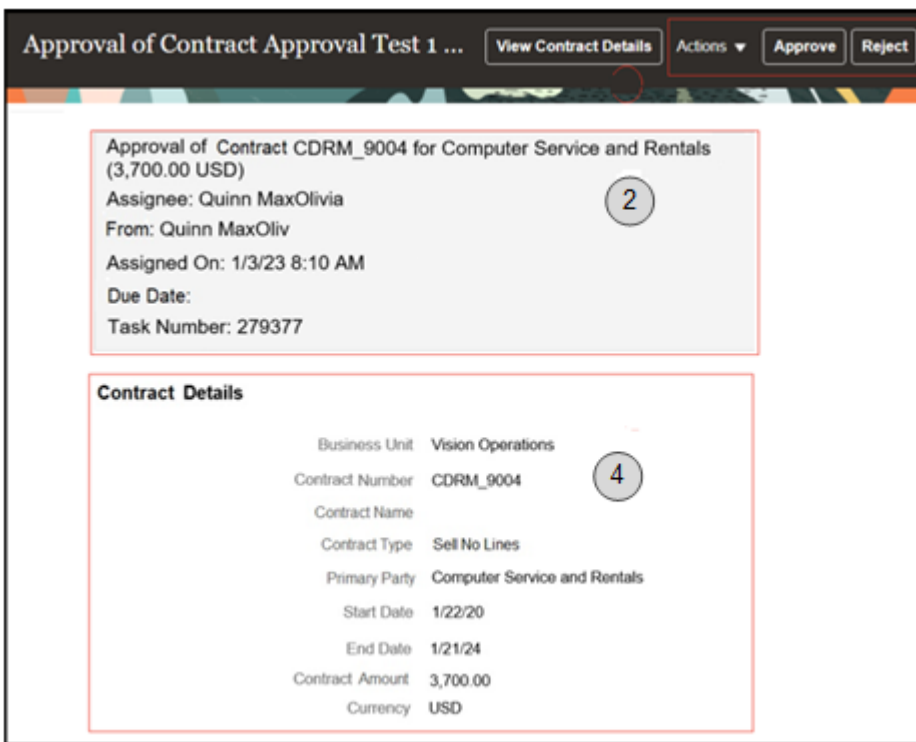 Approval of Contract Approval Test 1 ... View Contract Details Actions ▼ Approve Reject
Approval of Contract CDRM_9004 for Computer Service and Rentals
(3,700.00 USD)
Assignee: Quinn MaxOlivia
2
From: Quinn MaxOliv
Assigned On: 1/3/23 8:10 AM
Due Date:
Task Number: 279377
Contract Details
Business Unit Vision Operations
Contract Number CDRM_9004
4
Contract Name
Contract Type Sell No Lines
Primary Party Computer Service and Rentals
Start Date 1/22/20
End Date 1/21/24
Contract Amount 3,700.00
Currency USD